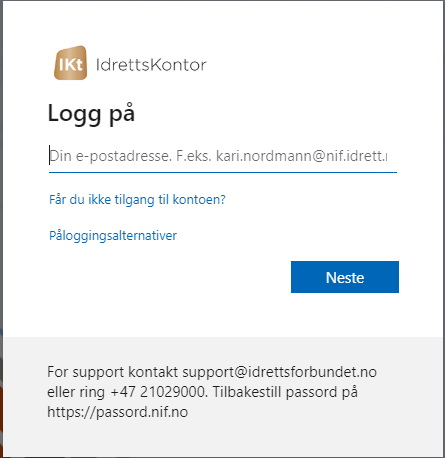 IKt IdrettsKontor
Logg på
Din e-postadresse. F.eks. kari.nordmann@nif.idrett.
Får du ikke tilgang til kontoen?
Påloggingsalternativer
Neste
For support kontakt support@idrettsforbundet.no
eller ring +47 21029000. Tilbakestill passord på
https://passord.nif.no